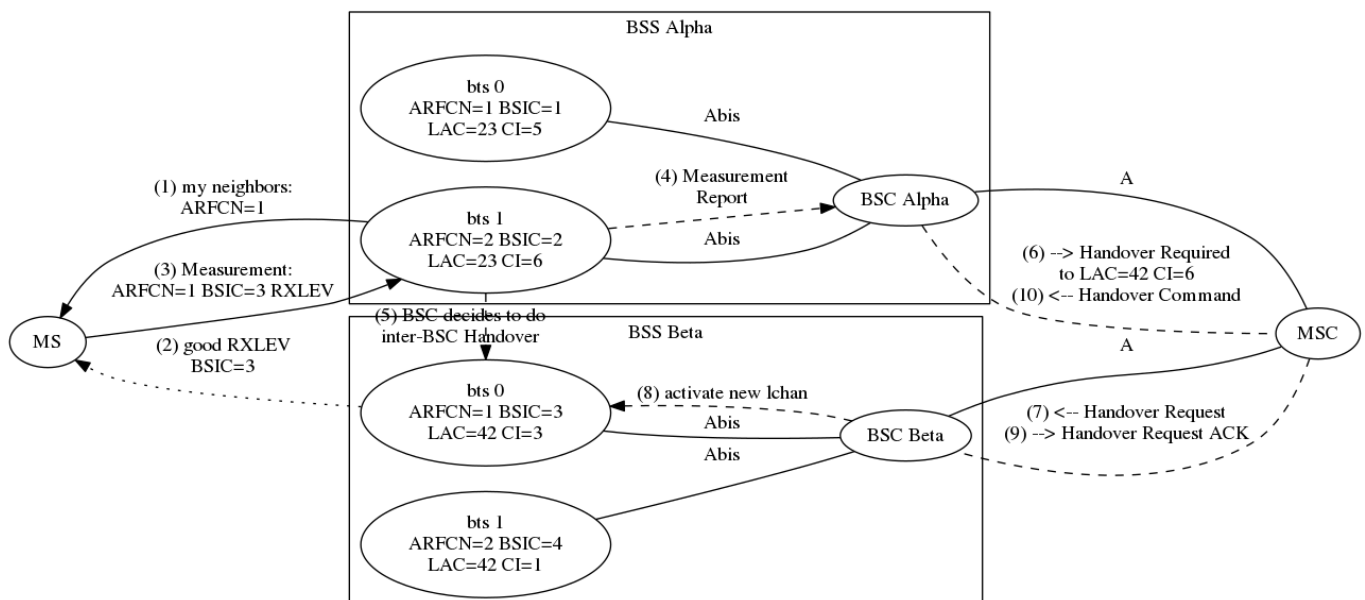 BSS Alpha
bts 0
ARFCN=1 BSIC=1
LAC=23 CI=5
Abis
(1) my neighbors:
ARFCN=1
(4) Measurement
Report
BSC Alpha
A
bts 1
ARFCN=2 BSIC=2
LAC=23 CI=6
Abis
(3) Measurement:
ARFCN=1 BSIC=3 RXLEV
(6) --> Handover Required
to LAC=42 CI=6
(10) <-- Handover Command
(5) BSC decides to do
inter-BSC Handover
BSS Beta
MS
MSC
(2) good RXLEV
BSIC=3
A
bts 0
ARFCN=1 BSIC=3
LAC=42 CI=3
(8) activate new lchan
Abis
BSC Beta
(7) <-- Handover Request
(9) --> Handover Request ACK
Abis
bts 1
ARFCN=2 BSIC=4
LAC=42 CI=1